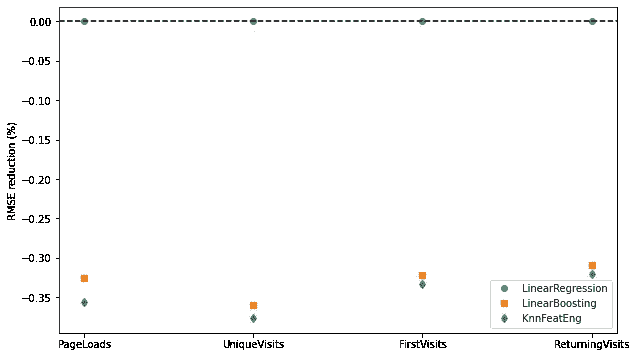 RMSE reduction (%)
0.00
−0.05
−0.10
−0.15
−0.20
−0.25
−0.30
−0.35
PageLoads
UniqueVisits
FirstVisits
ReturningVisits
LinearRegression
LinearBoosting
KnnFeatEng